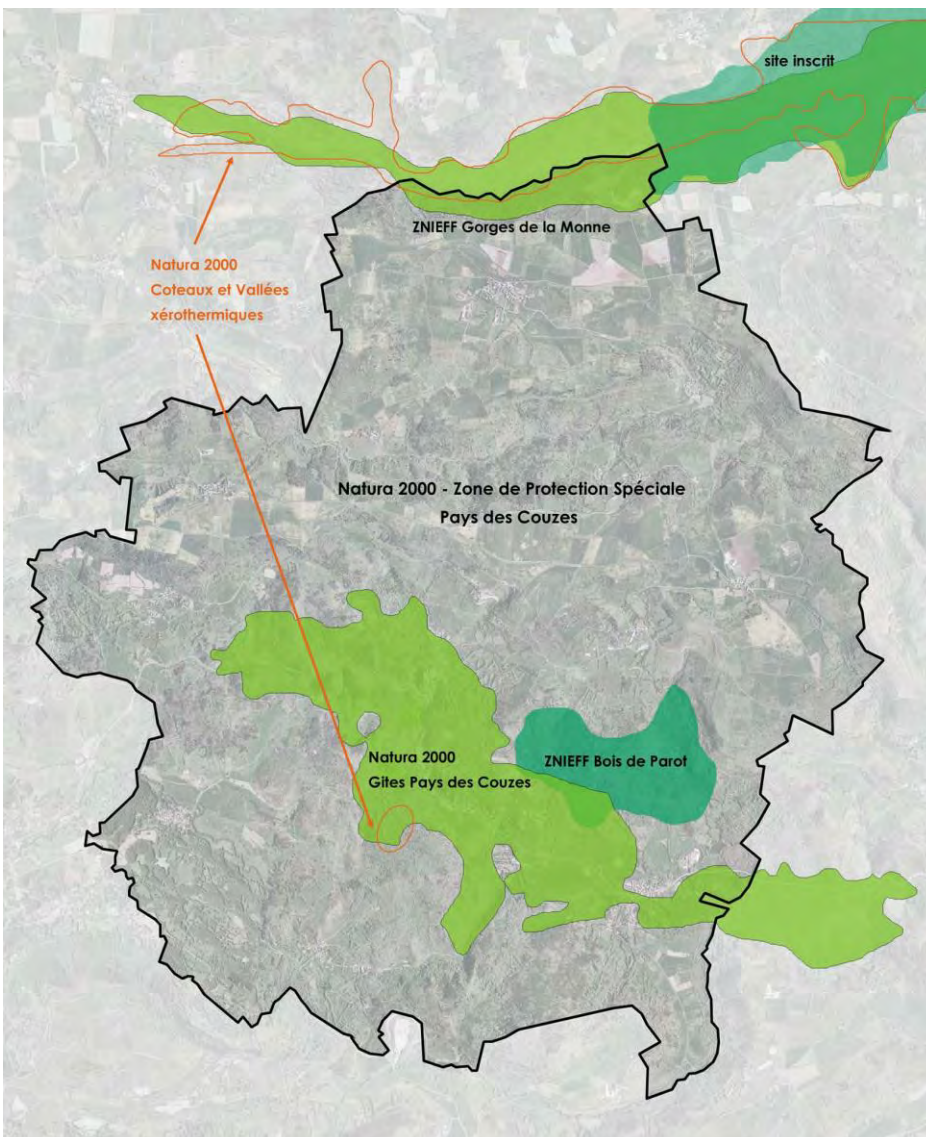 site inscrit
ZNIEFF Gorges de la Monne
Natura 2000
Coteaux et Vallées
xérothermiques
Natura 2000 - Zone de Protection Spéciale
Pays des Couzes
Natura 2000
Gites Pays des Couzes
ZNIEFF Bois de Parot